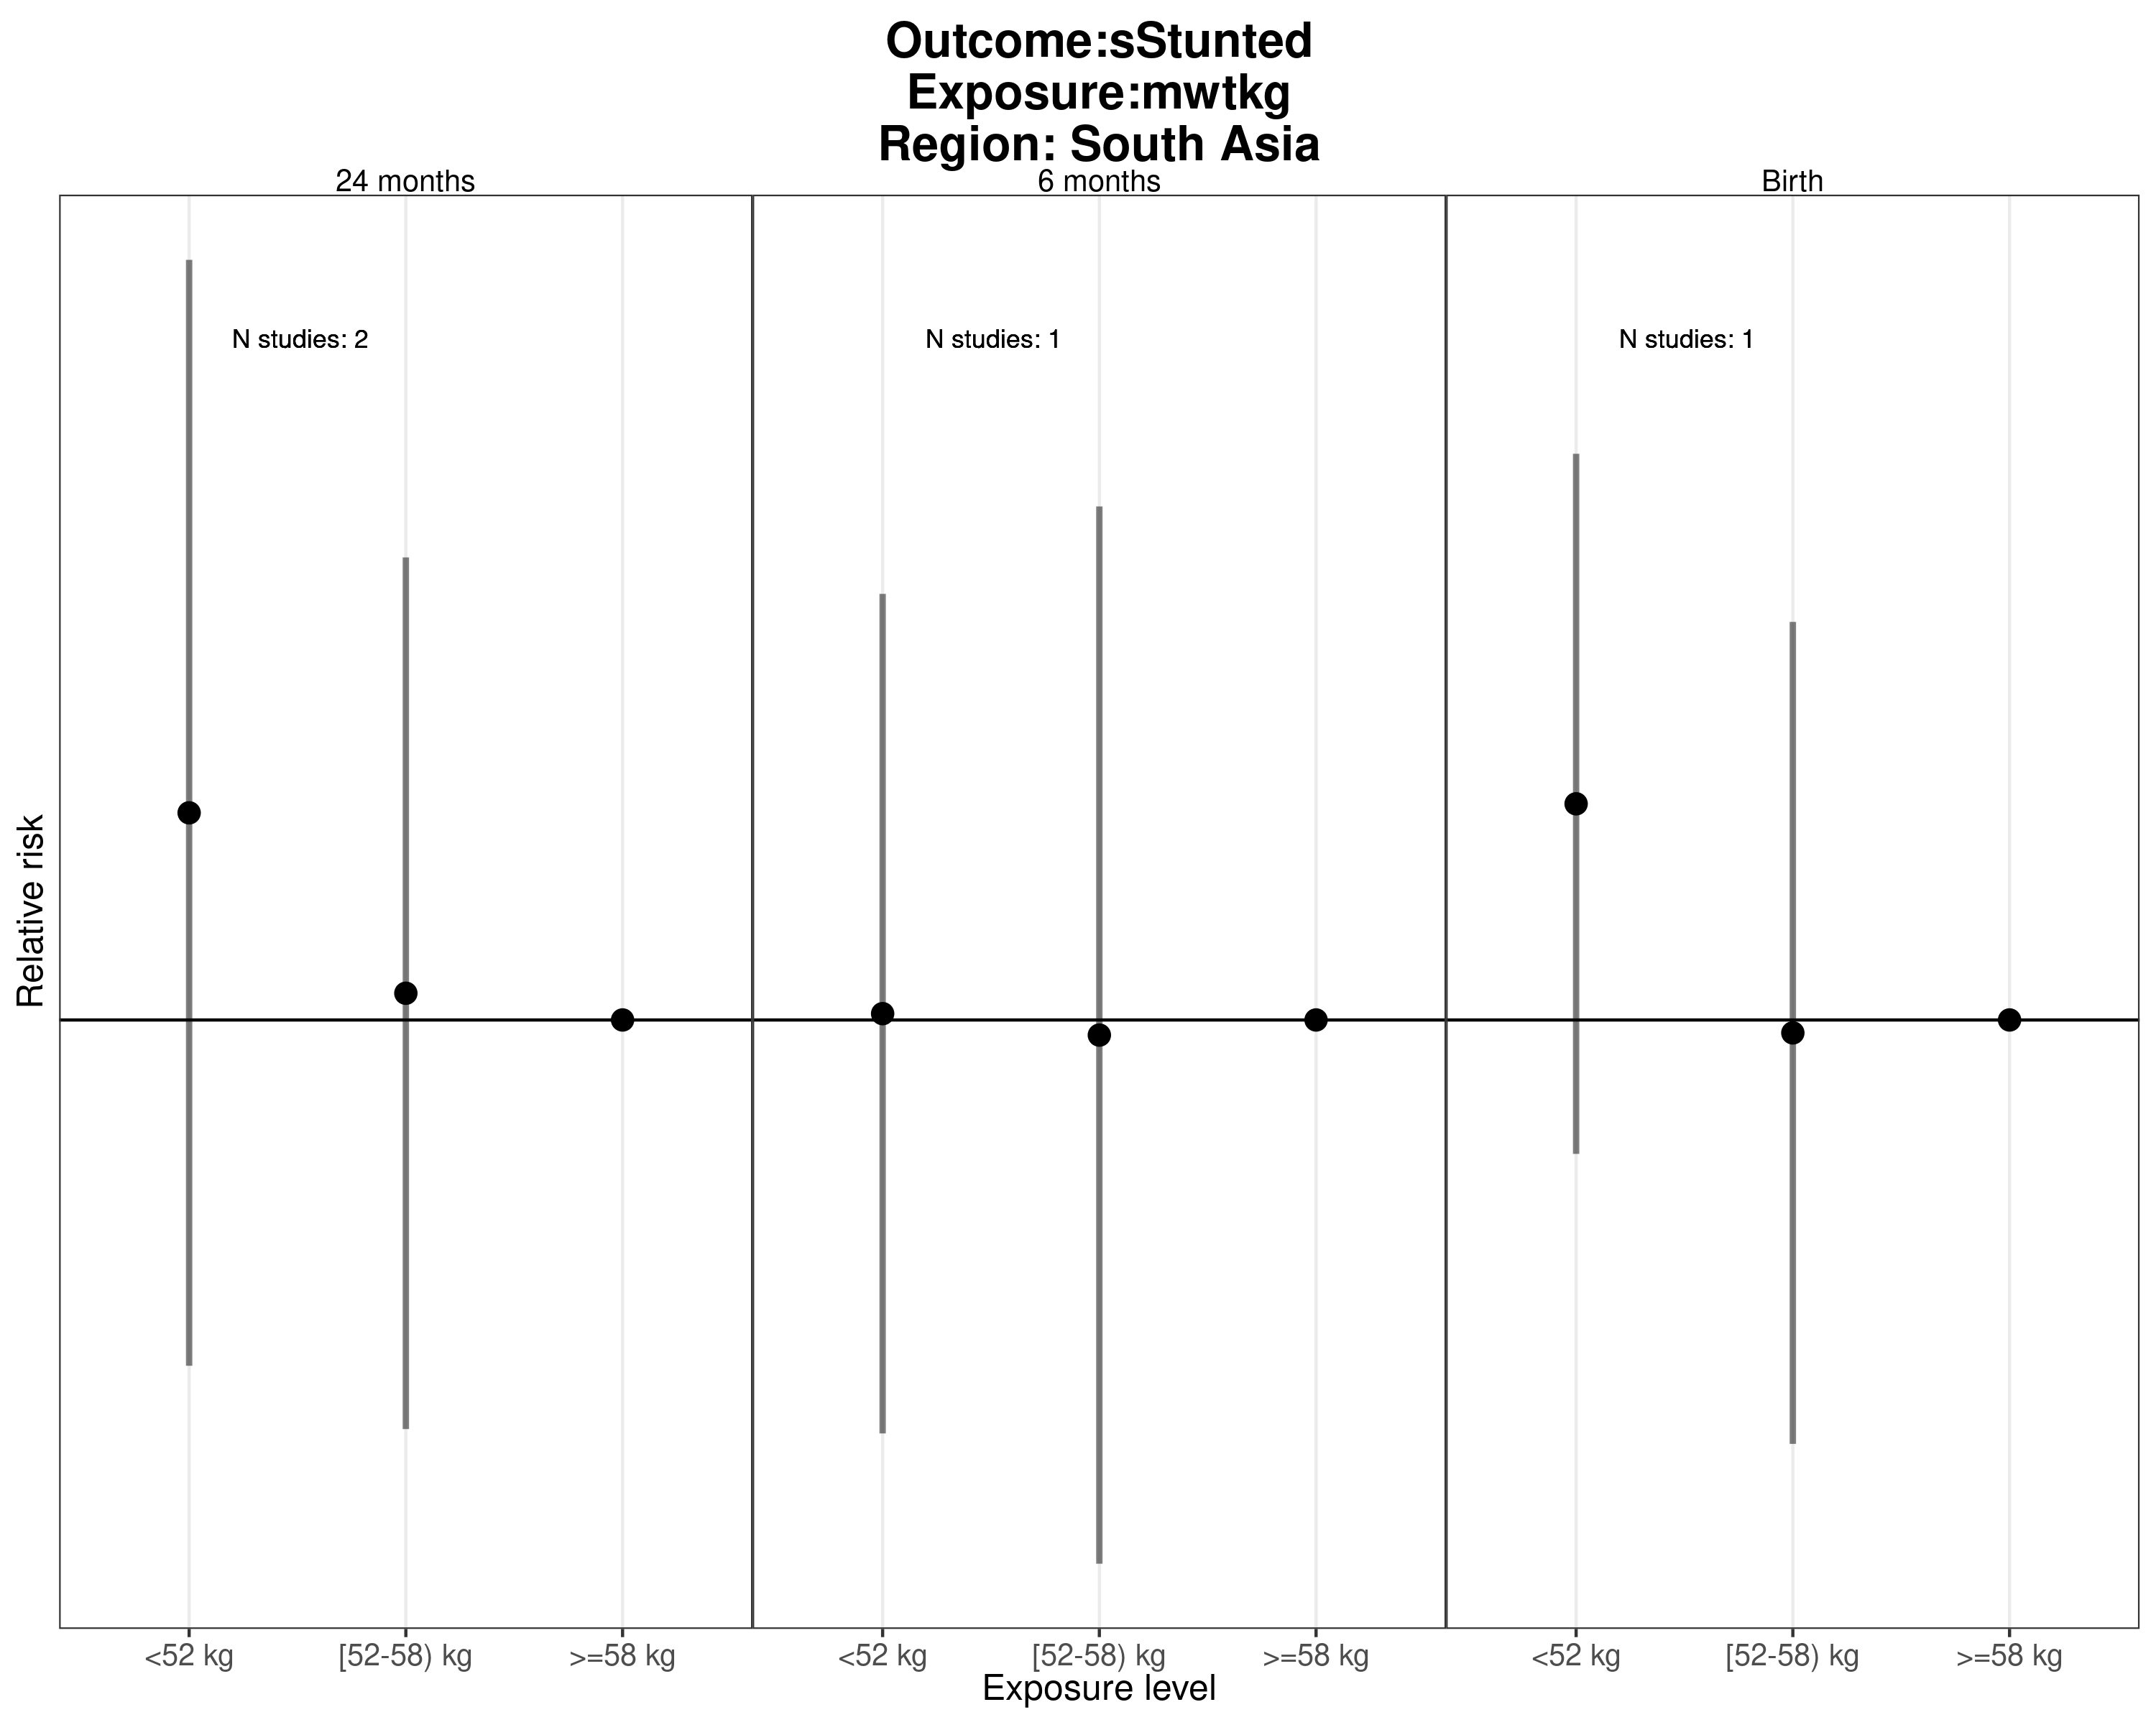 Outcome:sStunted
Exposure:mwtkg
Region: South Asia
24 months
6 months
Birth
N studies: 2
N studies: 1
N studies: 1
Relative risk
<52 kg
[52-58) kg
>=58 kg
<52 kg
[52-58) kg
>=58 kg
<52 kg
[52-58) kg
>=58 kg
Exposure level